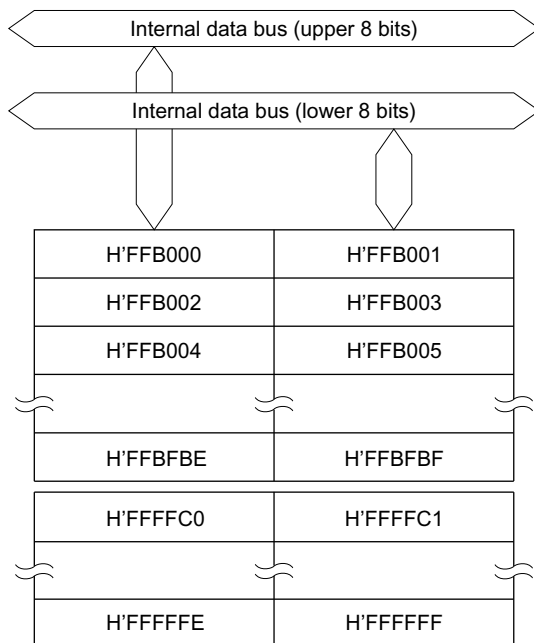 Internal data bus (upper 8 bits)
Internal data bus (lower 8 bits)
H'FFB000 H'FFB001
H'FFB002 H'FFB003
H'FFB004 H'FFB005
H'FFBFBE H'FFBFBF
H'FFFFC0 H'FFFFC1
H'FFFFFE H'FFFFFF